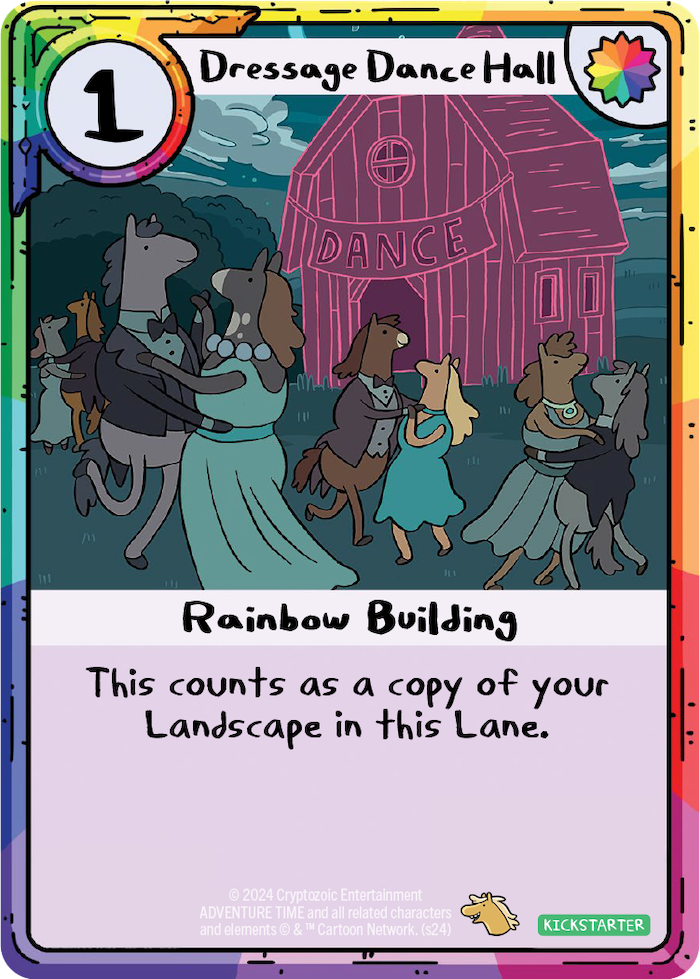 1
Dressage Dance Hall
DANCE
Rainbow Building
This counts as a copy of your
Landscape in this Lane.
© 2024 Cryptozoic Entertainment
ADVENTURE TIME and all related characters
and elements © & ™ Cartoon Network. (s24)
KICKSTARTER